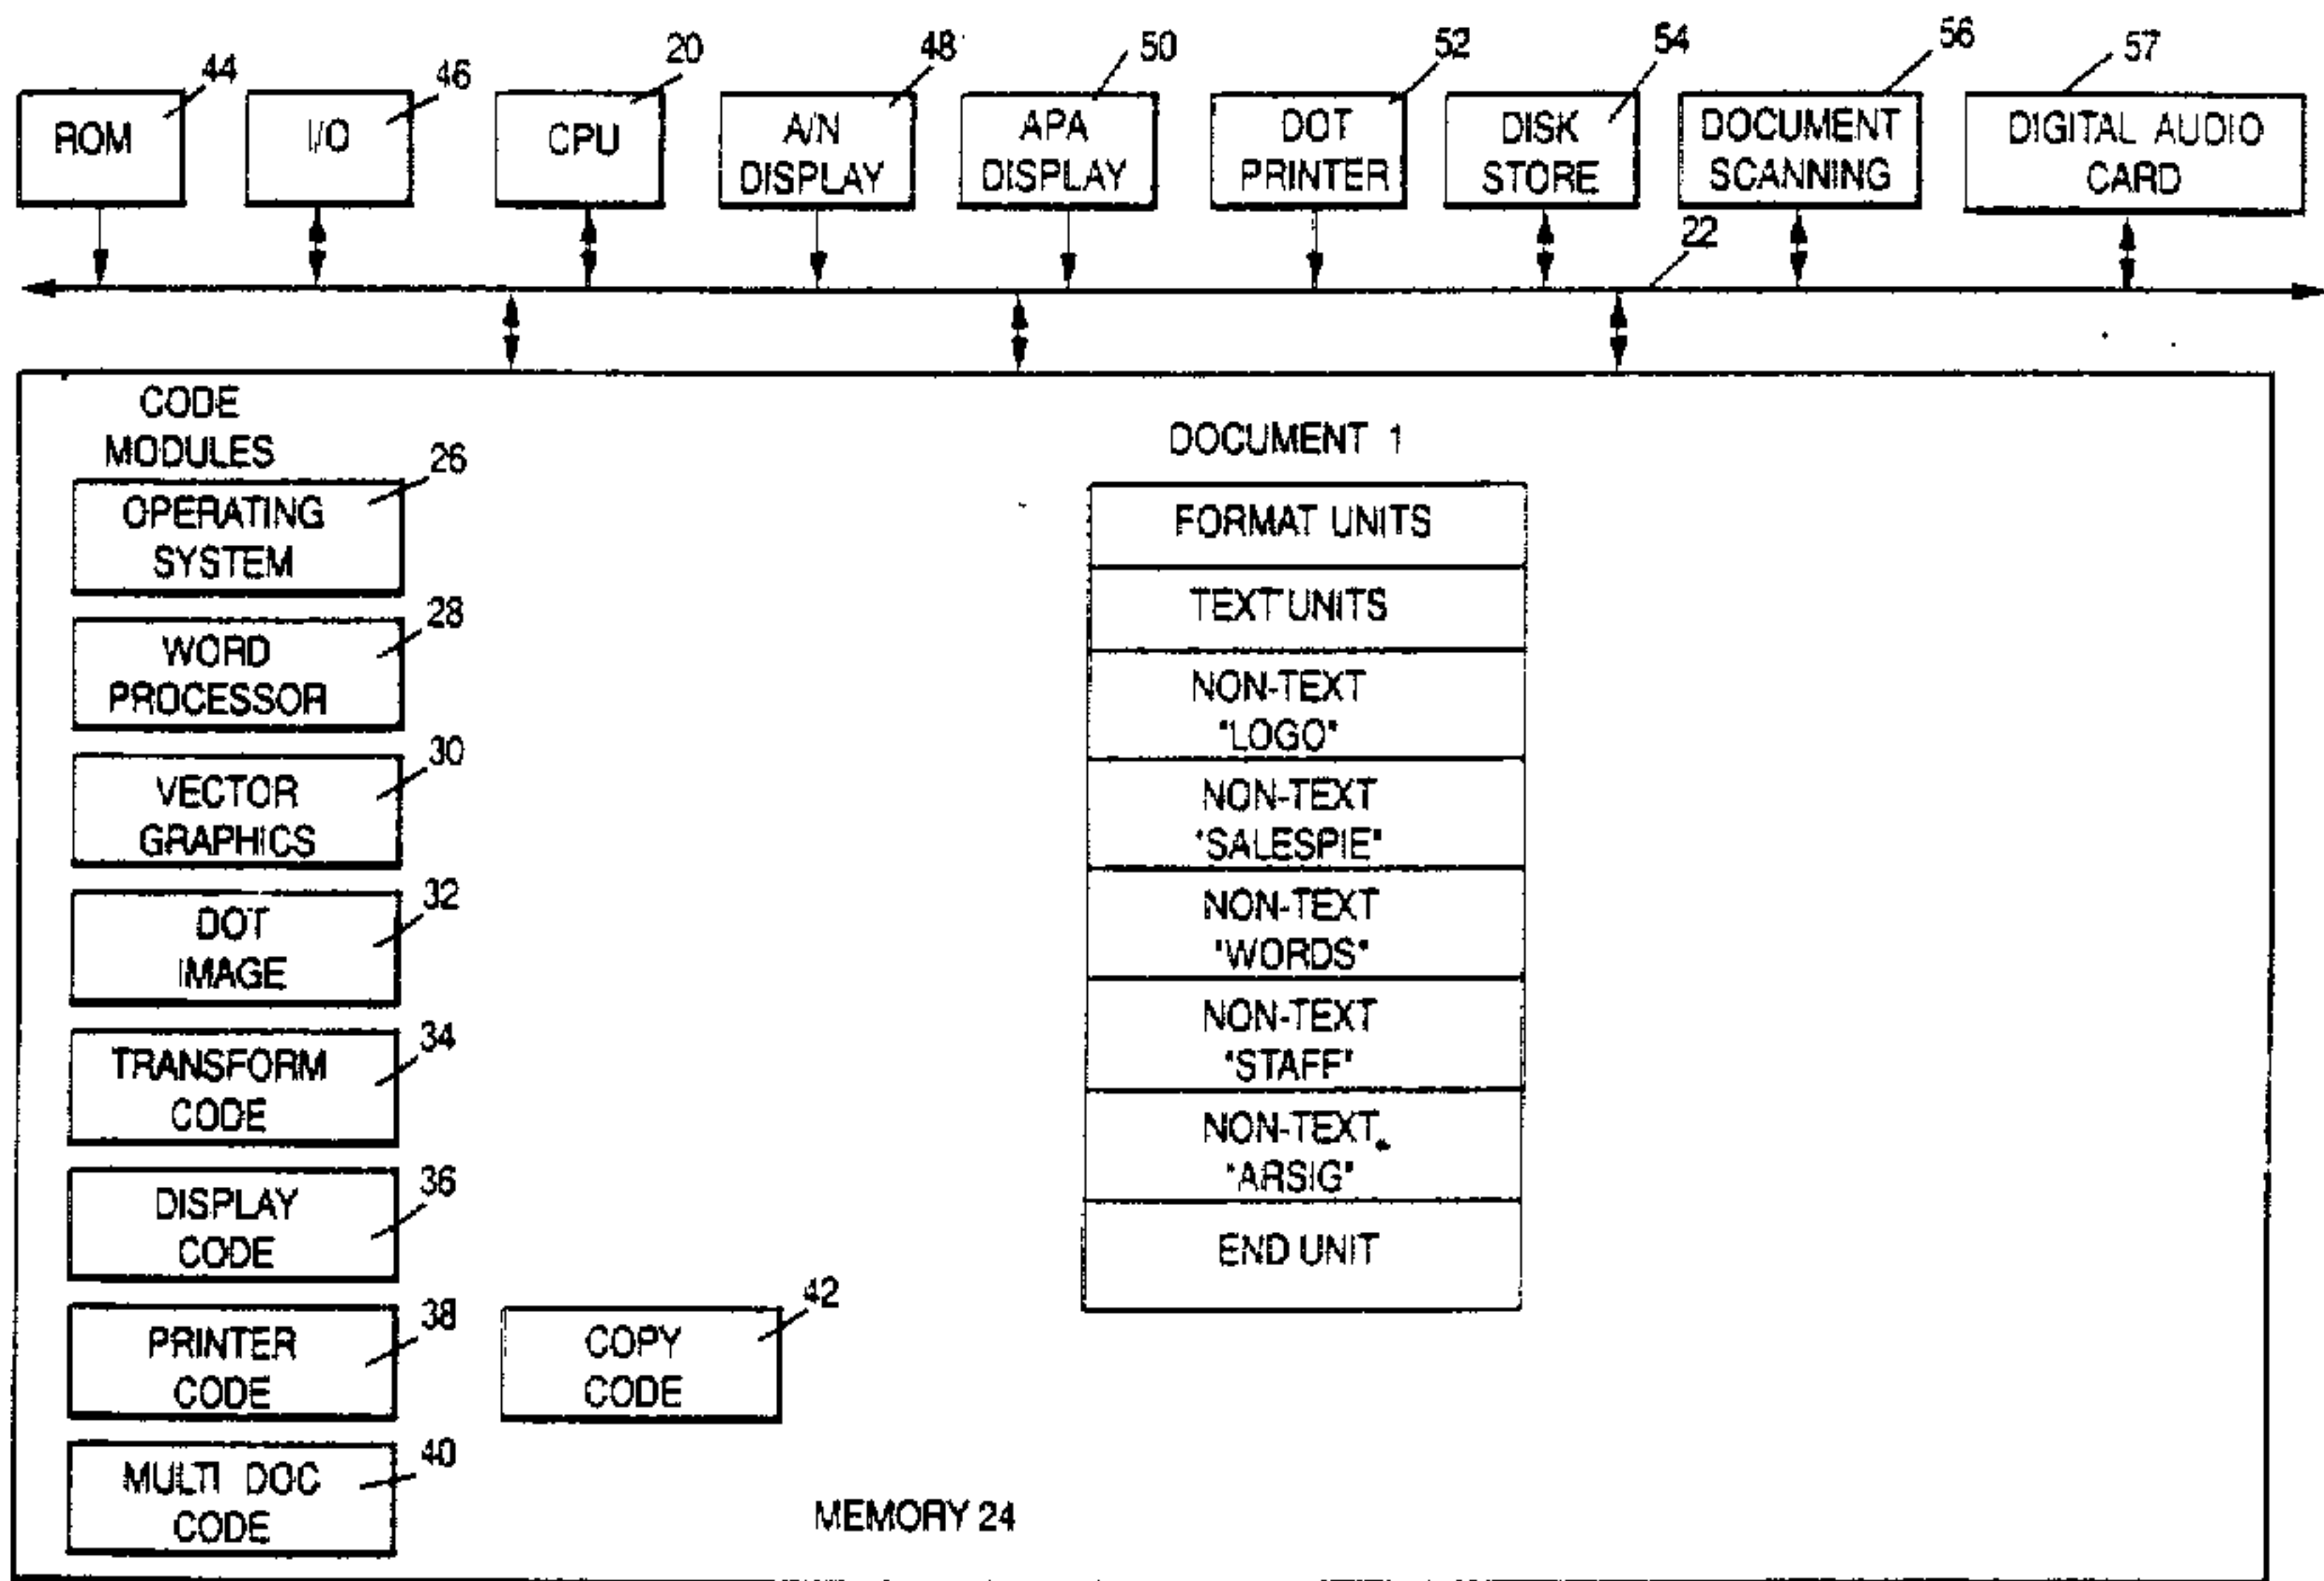 44
46
20
48
50
52
54
56
57
ROM
I/O
CPU
A/N
DISPLAY
APA
DISPLAY
DOT
PRINTER
DISK
STORE
DOCUMENT
SCANNING
DIGITAL AUDIO
CARD
22
CODE
MODULES
26
OPERATING
SYSTEM
28
WORD
PROCESSOR
30
VECTOR
GRAPHICS
32
DOT
IMAGE
34
TRANSFORM
CODE
36
DISPLAY
CODE
38
PRINTER
CODE
40
MULTI DOC
CODE
42
COPY
CODE
DOCUMENT 1
FORMAT UNITS
TEXT UNITS
NON-TEXT
"LOGO"
NON-TEXT
"SALESPIE"
NON-TEXT
"WORDS"
NON-TEXT
"STAFF"
NON-TEXT
"ARSIG"
END UNIT
MEMORY 24